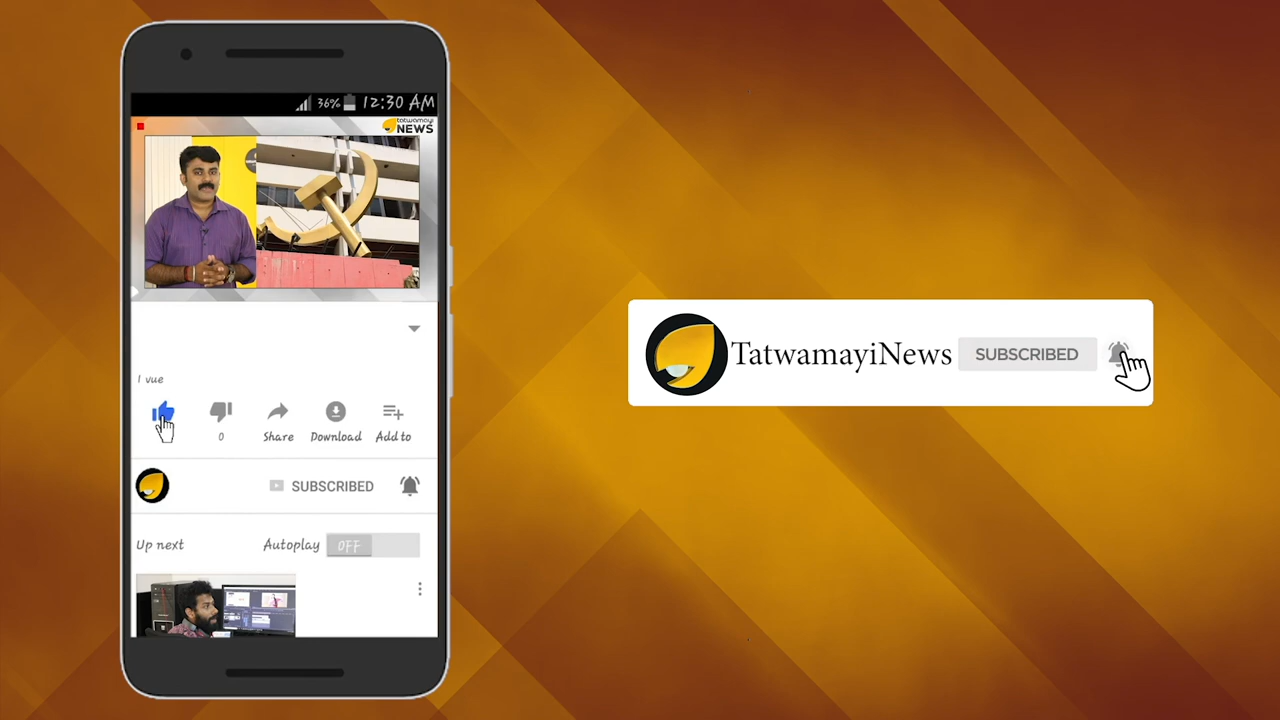 36% 12:30 AM
tatwamayi
NEWS
1 vue
0 Share Download Add to
SUBSCRIBED
Up next Autoplay OFF
TatwamayiNews SUBSCRIBED